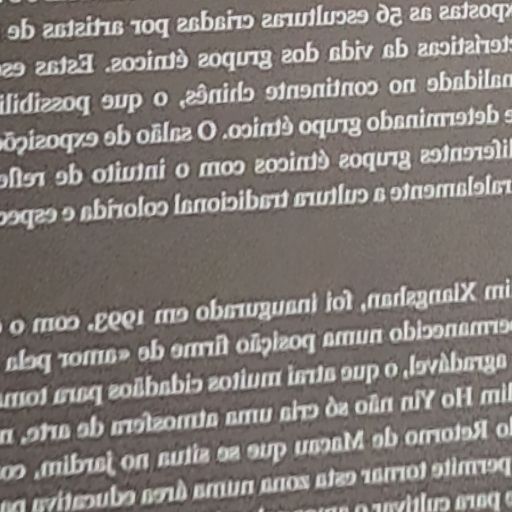 xpostas as 56 esculturas criadas por artistas de
terísticas da vida dos grupos étnicos. Estas es
nalidade no continente chinês, o que possibili
e determinado grupo étnico. O salão de exposiçõ
diferentes grupos étnicos com o intuito de refle
ralelamente a cultura tradicional colorida e espec
im Xiangshan, foi inaugurado em 1993, com o
ermanecido numa posição firme de «amor pela
agradável, o que atrai muitos cidadãos para toma
im Ho Yin não só cria uma atmosfera de arte, n
do Retorno de Macau que se situa no jardim, co
permite tornar esta zona numa área educativa pa
e para cultivar o